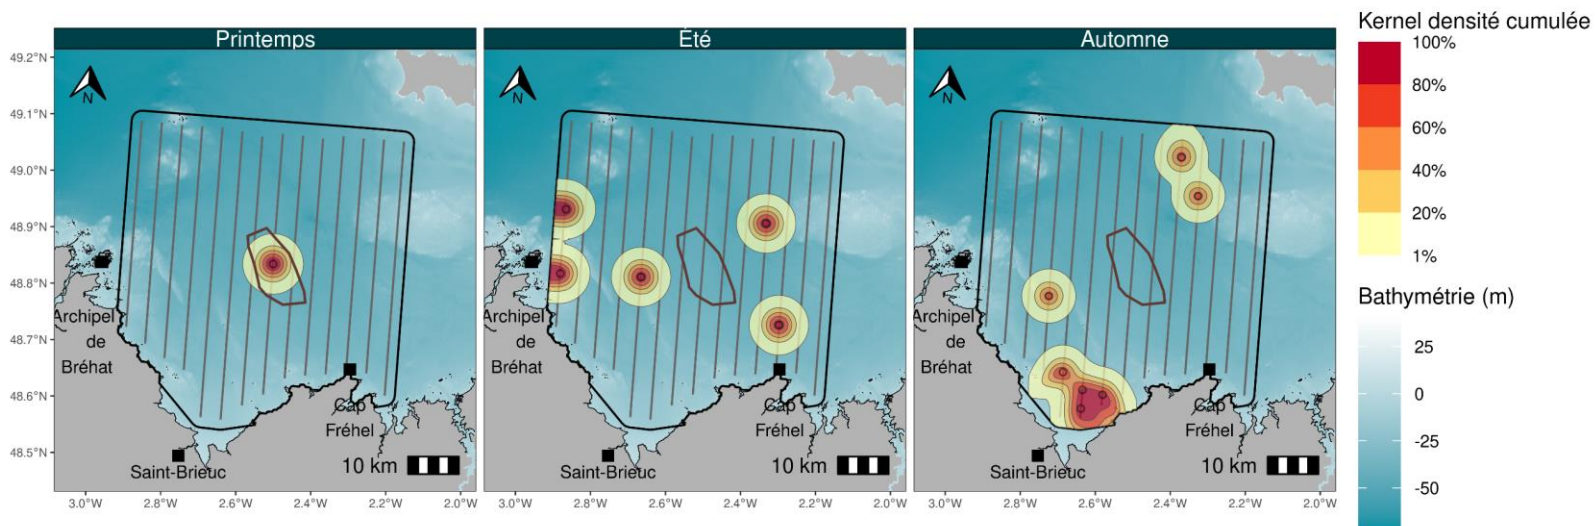 Kernel densité cumulée
Printemps
Été
Automne
100%
80%
60%
40%
20%
1%
Bathymétrie (m)
25
0
-25
-50
49.2°N
49.1°N
49.0°N
48.9°N
48.8°N
48.7°N
48.6°N
48.5°N
N
Archipel
de
Bréhat
Cap
Fréhel
Saint-Brieuc
10 km
3.0°W
2.8°W
2.6°W
2.4°W
2.2°W
2.0°W
N
Archipel
de
Bréhat
Cap
Fréhel
Saint-Brieuc
10 km
3.0°W
2.8°W
2.6°W
2.4°W
2.2°W
2.0°W
N
Archipel
de
Bréhat
Cap
Fréhel
Saint-Brieuc
10 km
3.0°W
2.8°W
2.6°W
2.4°W
2.2°W
2.0°W